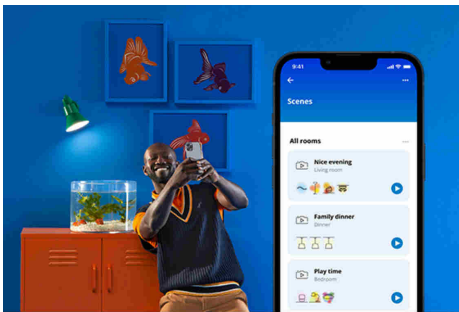 9:41
Scenes
All rooms
Nice evening
Living room
Family dinner
Dinner
Play time
Bedroom